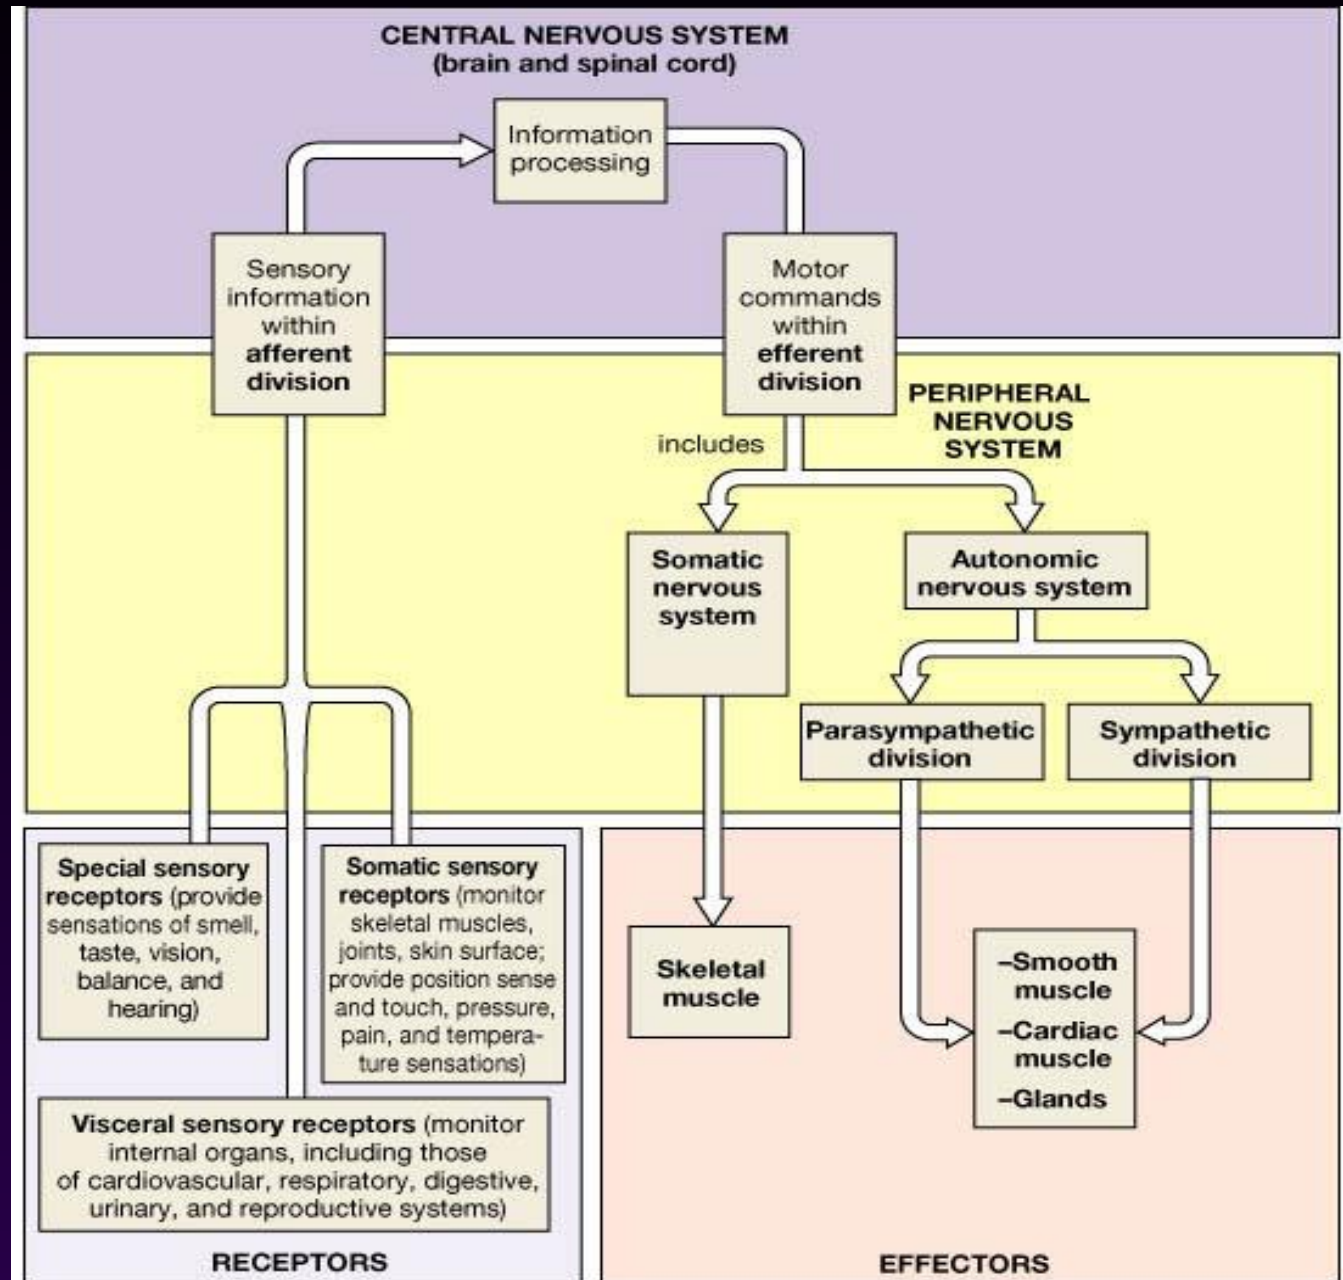 CENTRAL NERVOUS SYSTEM
(brain and spinal cord)
Information
processing
Sensory
information
within
afferent
division
Motor
commands
within
efferent
division
PERIPHERAL
NERVOUS
SYSTEM
includes
Somatic
nervous
system
Autonomic
nervous system
Parasympathetic
division
Sympathetic
division
Special sensory
receptors (provide
sensations of smell,
taste, vision,
balance, and
hearing)
Somatic sensory
receptors (monitor
skeletal muscles,
joints, skin surface;
provide position sense
and touch, pressure,
pain, and tempera-
ture sensations)
Visceral sensory receptors (monitor
internal organs, including those
of cardiovascular, respiratory, digestive,
urinary, and reproductive systems)
RECEPTORS
Skeletal
muscle
–Smooth
muscle
–Cardiac
muscle
–Glands
EFFECTORS